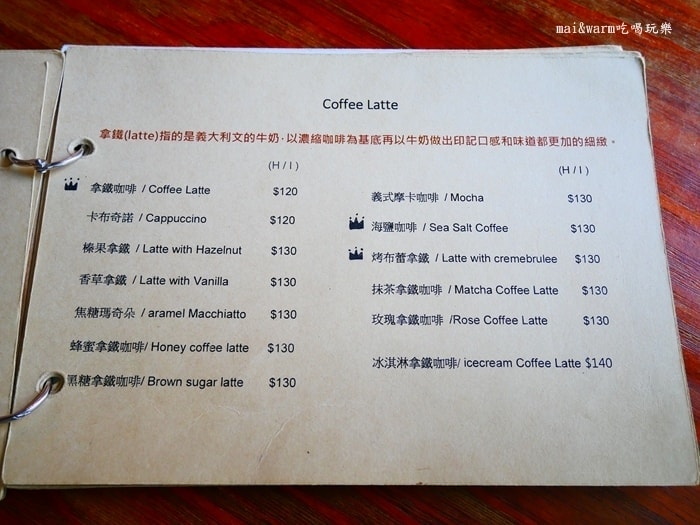 mai&warm吃喝玩樂
Coffee Latte
拿鐵(latte)指的是義大利文的牛奶,以濃縮咖啡為基底再以牛奶做出印記口感和味道都更加的細緻。
(H / I)
拿鐵咖啡 / Coffee Latte $120
卡布奇諾 / Cappuccino $120
榛果拿鐵 / Latte with Hazelnut $130
香草拿鐵 / Latte with Vanilla $130
焦糖瑪奇朵 / aramel Macchiatto $130
蜂蜜拿鐵咖啡/ Honey coffee latte $130
黑糖拿鐵咖啡/ Brown sugar latte $130
(H / I)
義式摩卡咖啡 / Mocha $130
海鹽咖啡 / Sea Salt Coffee $130
烤布蕾拿鐵 / Latte with cremebrulee $130
抹茶拿鐵咖啡 / Matcha Coffee Latte $130
玫瑰拿鐵咖啡 /Rose Coffee Latte $130
冰淇淋拿鐵咖啡/ icecream Coffee Latte $140